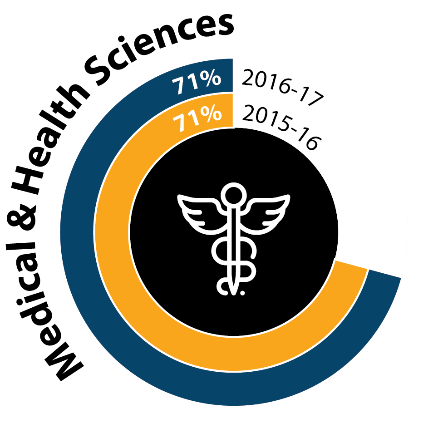 Medical & Health Sciences
71% 2016-17
71% 2015-16